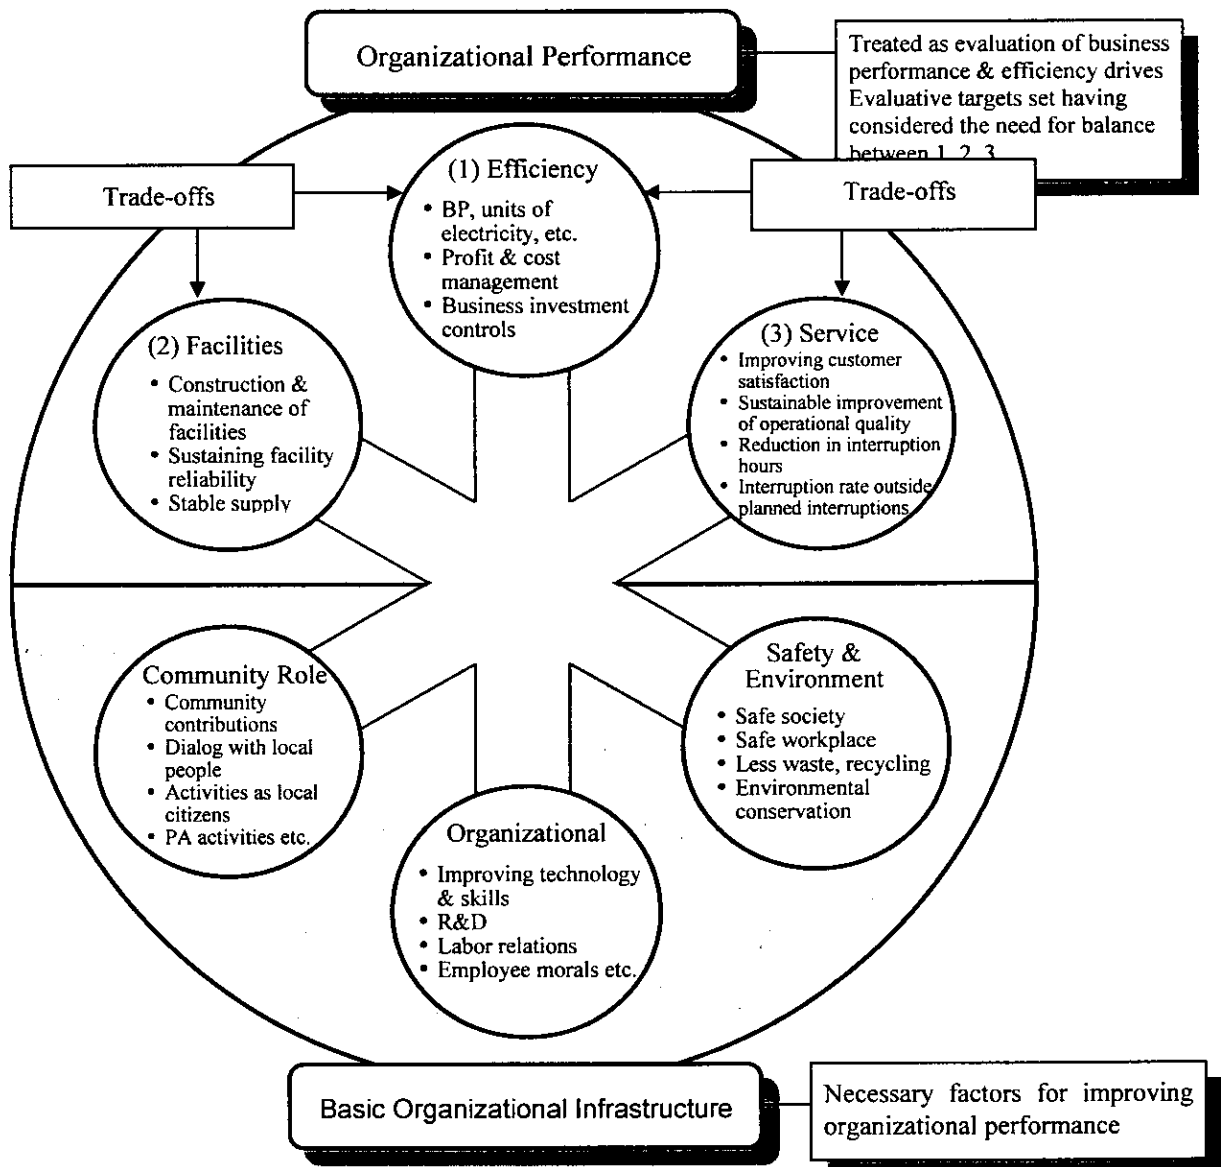 Organizational Performance
Treated as evaluation of business
performance & efficiency drives
Evaluative targets set having
considered the need for balance
between 1, 2, 3
Trade-offs
Trade-offs
(1) Efficiency
• BP, units of
electricity, etc.
• Profit & cost
management
• Business investment
controls
(2) Facilities
• Construction &
maintenance of
facilities
• Sustaining facility
reliability
• Stable supply
(3) Service
• Improving customer
satisfaction
• Sustainable improvement
of operational quality
• Reduction in interruption
hours
• Interruption rate outside
planned interruptions
Community Role
• Community
contributions
• Dialog with local
people
• Activities as local
citizens
• PA activities etc.
Safety &
Environment
• Safe society
• Safe workplace
• Less waste, recycling
• Environmental
conservation
Organizational
• Improving technology
& skills
• R&D
• Labor relations
• Employee morals etc.
Basic Organizational Infrastructure
Necessary factors for improving
organizational performance